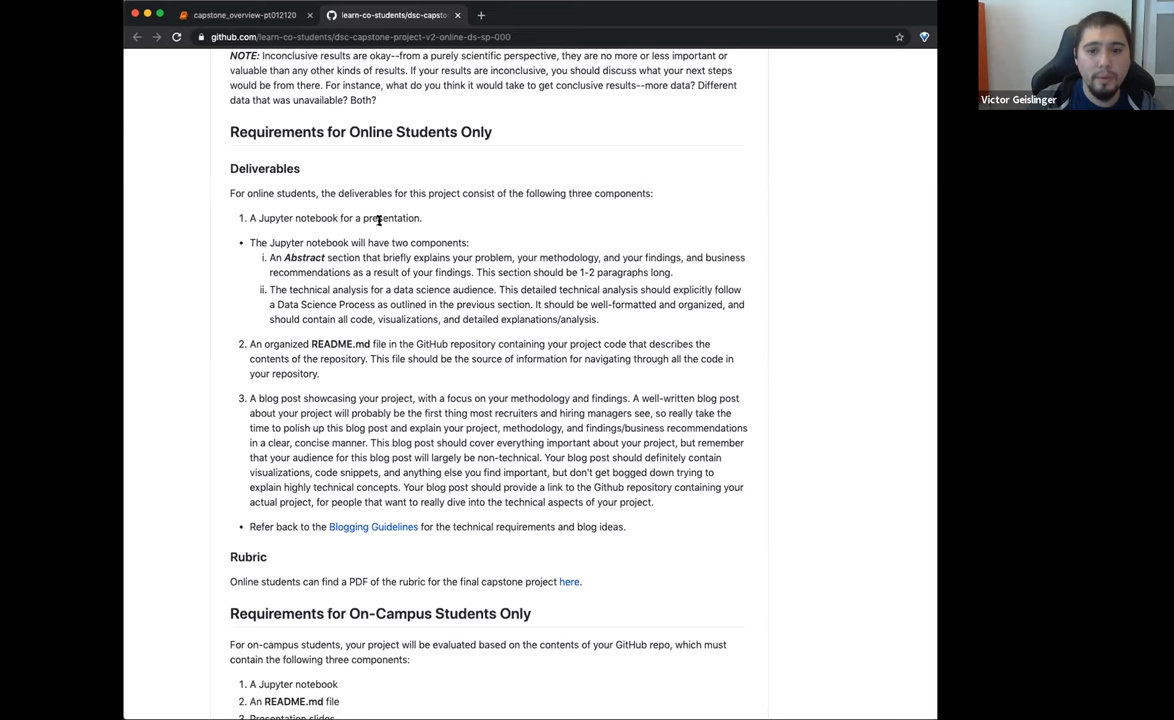 capstone_overview-pt012120
learn-co-students/dsc-capsto
github.com/learn-co-students/dsc-capstone-project-v2-online-ds-sp-000
Victor Geislinger
NOTE: Inconclusive results are okay--from a purely scientific perspective, they are no more or less important or
valuable than any other kinds of results. If your results are inconclusive, you should discuss what your next steps
would be from there. For instance, what do you think it would take to get conclusive results--more data? Different
data that was unavailable? Both?
Requirements for Online Students Only
Deliverables
For online students, the deliverables for this project consist of the following three components:
1. A Jupyter notebook for a presentation.
• The Jupyter notebook will have two components:
i. An Abstract section that briefly explains your problem, your methodology, and your findings, and business
recommendations as a result of your findings. This section should be 1-2 paragraphs long.
ii. The technical analysis for a data science audience. This detailed technical analysis should explicitly follow
a Data Science Process as outlined in the previous section. It should be well-formatted and organized, and
should contain all code, visualizations, and detailed explanations/analysis.
2. An organized README.md file in the GitHub repository containing your project code that describes the
contents of the repository. This file should be the source of information for navigating through all the code in
your repository.
3. A blog post showcasing your project, with a focus on your methodology and findings. A well-written blog post
about your project will probably be the first thing most recruiters and hiring managers see, so really take the
time to polish up this blog post and explain your project, methodology, and findings/business recommendations
in a clear, concise manner. This blog post should cover everything important about your project, but remember
that your audience for this blog post will largely be non-technical. Your blog post should definitely contain
visualizations, code snippets, and anything else you find important, but don't get bogged down trying to
explain highly technical concepts. Your blog post should provide a link to the Github repository containing your
actual project, for people that want to really dive into the technical aspects of your project.
• Refer back to the Blogging Guidelines for the technical requirements and blog ideas.
Rubric
Online students can find a PDF of the rubric for the final capstone project here.
Requirements for On-Campus Students Only
For on-campus students, your project will be evaluated based on the contents of your GitHub repo, which must
contain the following three components:
1. A Jupyter notebook
2. An README.md file
3. Presentation slides